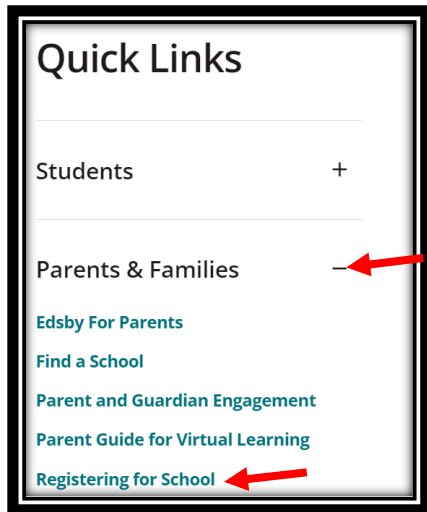 Quick Links
Students +
Parents & Families −
Edsby For Parents
Find a School
Parent and Guardian Engagement
Parent Guide for Virtual Learning
Registering for School